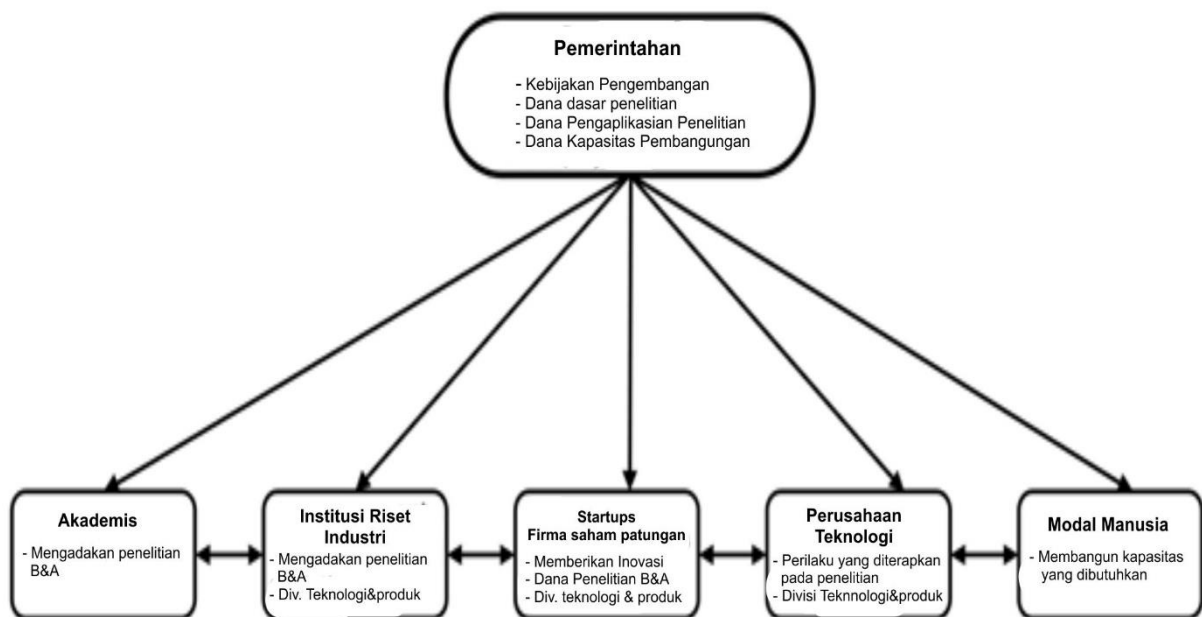 Pemerintahan
- Kebijakan Pengembangan
- Dana dasar penelitian
- Dana Pengaplikasian Penelitian
- Dana Kapasitas Pembangungan
Akademis
- Mengadakan penelitian
B&A
Institusi Riset
Industri
- Mengadakan penelitian
B&A
- Div. Teknologi&produk
Startups
Firma saham patungan
- Memberikan Inovasi
- Dana Penelitian B&A
- Div. teknologi & produk
Perusahaan
Teknologi
- Perilaku yang diterapkan
pada penelitian
- Divisi Teknnologi&produk
Modal Manusia
- Membangun kapasitas
yang dibutuhkan